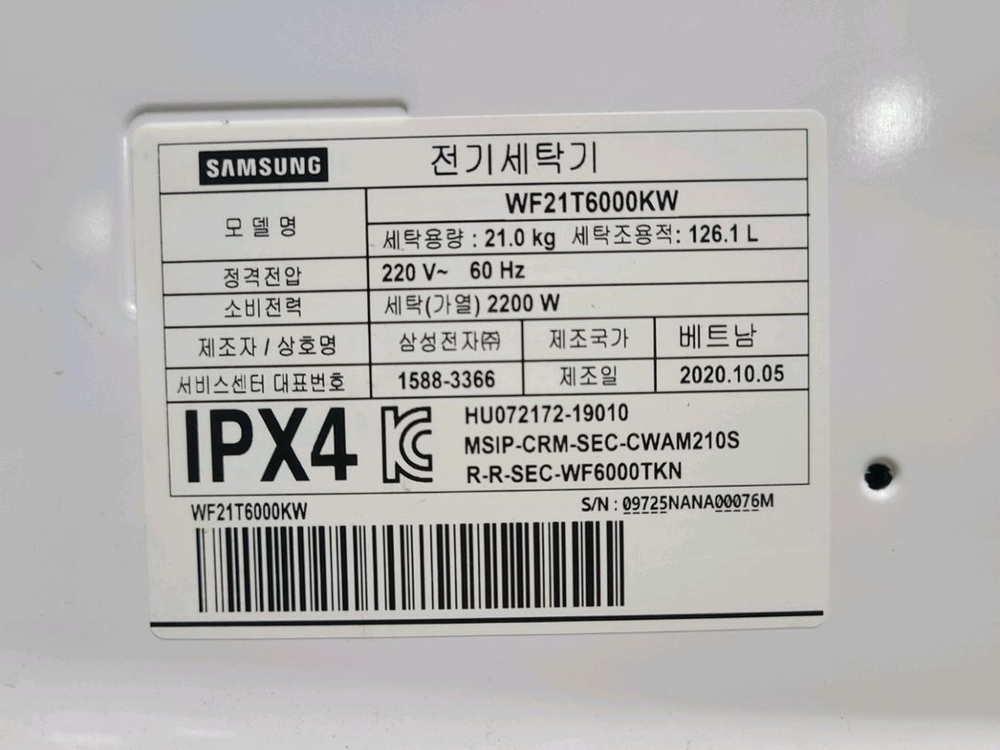 SAMSUNG 전기세탁기
모델명 WF21T6000KW
세탁용량 : 21.0 kg 세탁조용적: 126.1 L
정격전압 220 V~ 60 Hz
소비전력 세탁(가열) 2200 W
제조자 / 상호명 삼성전자㈜ 제조국가 베트남
서비스센터 대표번호 1588-3366 제조일 2020.10.05
IPX4 HU072172-19010
MSIP-CRM-SEC-CWAM210S
R-R-SEC-WF6000TKN
WF21T6000KW S/N : 09725NANA00076M